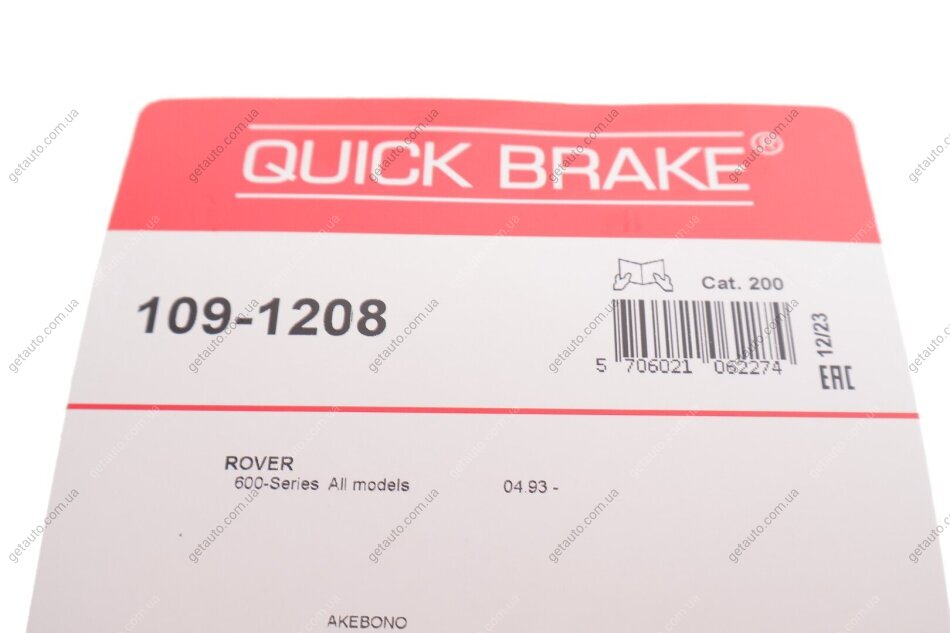 QUICK BRAKE®
109-1208
Cat. 200
5 706021 062274
12/23
EAC
ROVER
600-Series All models 04.93 -
AKEBONO
getauto.com.ua